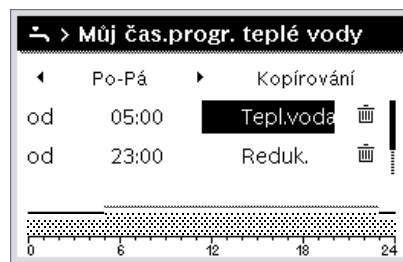 > Můj čas.progr. teplé vody
Po-Pá Kopírování
od 05:00 Tepl.voda
od 23:00 Reduk.
0 6 12 18 24